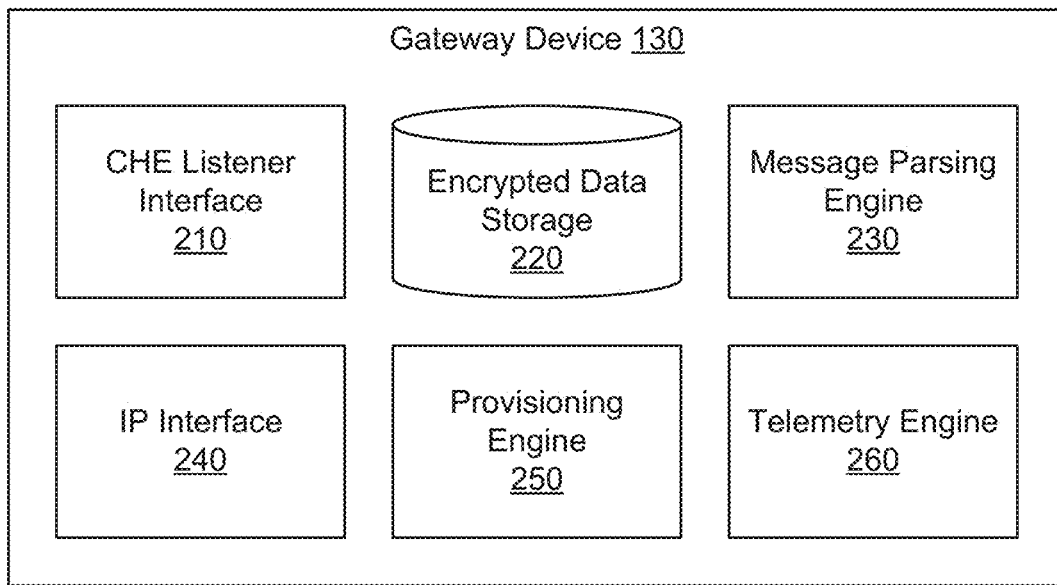 Gateway Device 130
CHE Listener
Interface
210
Encrypted Data
Storage
220
Message Parsing
Engine
230
IP Interface
240
Provisioning
Engine
250
Telemetry Engine
260